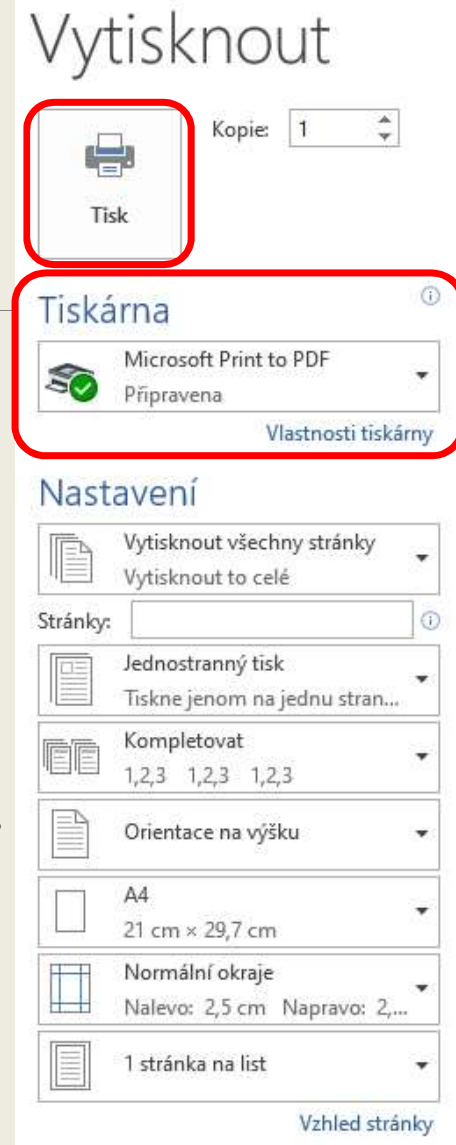 Vytisknout
Kopie: 1
Tisk
Tiskárna
Microsoft Print to PDF
Připravena
Vlastnosti tiskárny
Nastavení
Vytisknout všechny stránky
Vytisknout to celé
Stránky:
Jednostranný tisk
Tiskne jenom na jednu stran...
Kompletovat
1,2,3 1,2,3 1,2,3
Orientace na výšku
A4
21 cm × 29,7 cm
Normální okraje
Nalevo: 2,5 cm Napravo: 2,...
1 stránka na list
Vzhled stránky